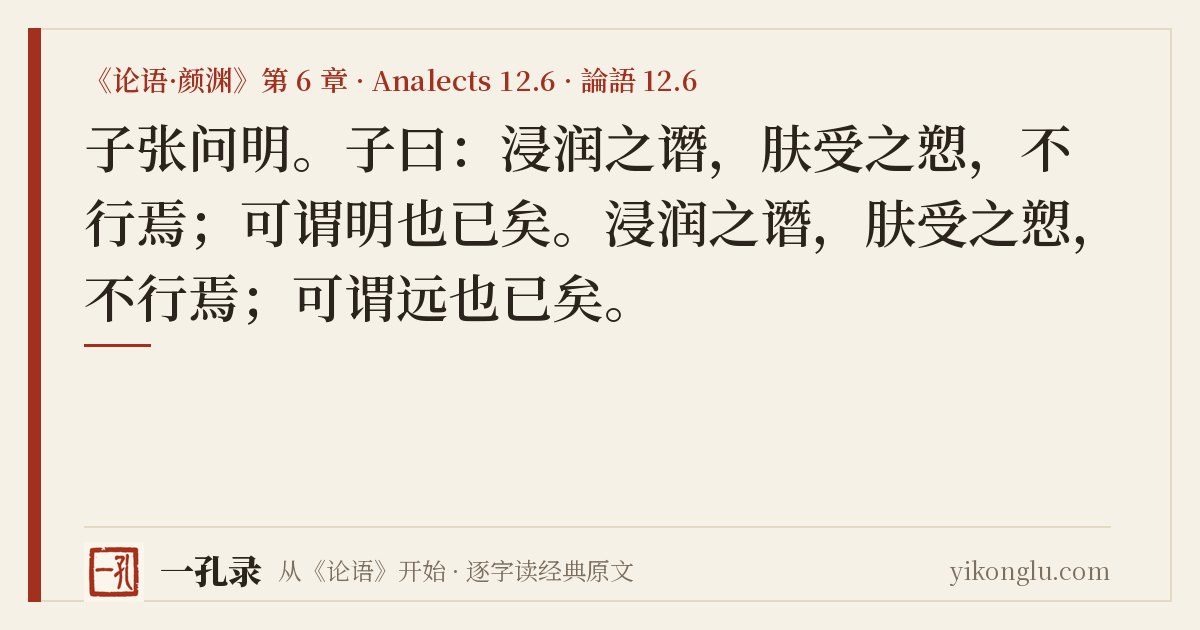 《论语·颜渊》第 6 章 · Analects 12.6 · 論語 12.6
子张问明。子曰：浸润之谮，肤受之愬，不
行焉；可谓明也已矣。浸润之谮，肤受之愬，
不行焉；可谓远也已矣。
一孔
一孔录 从《论语》开始 · 逐字读经典原文 yikonglu.com